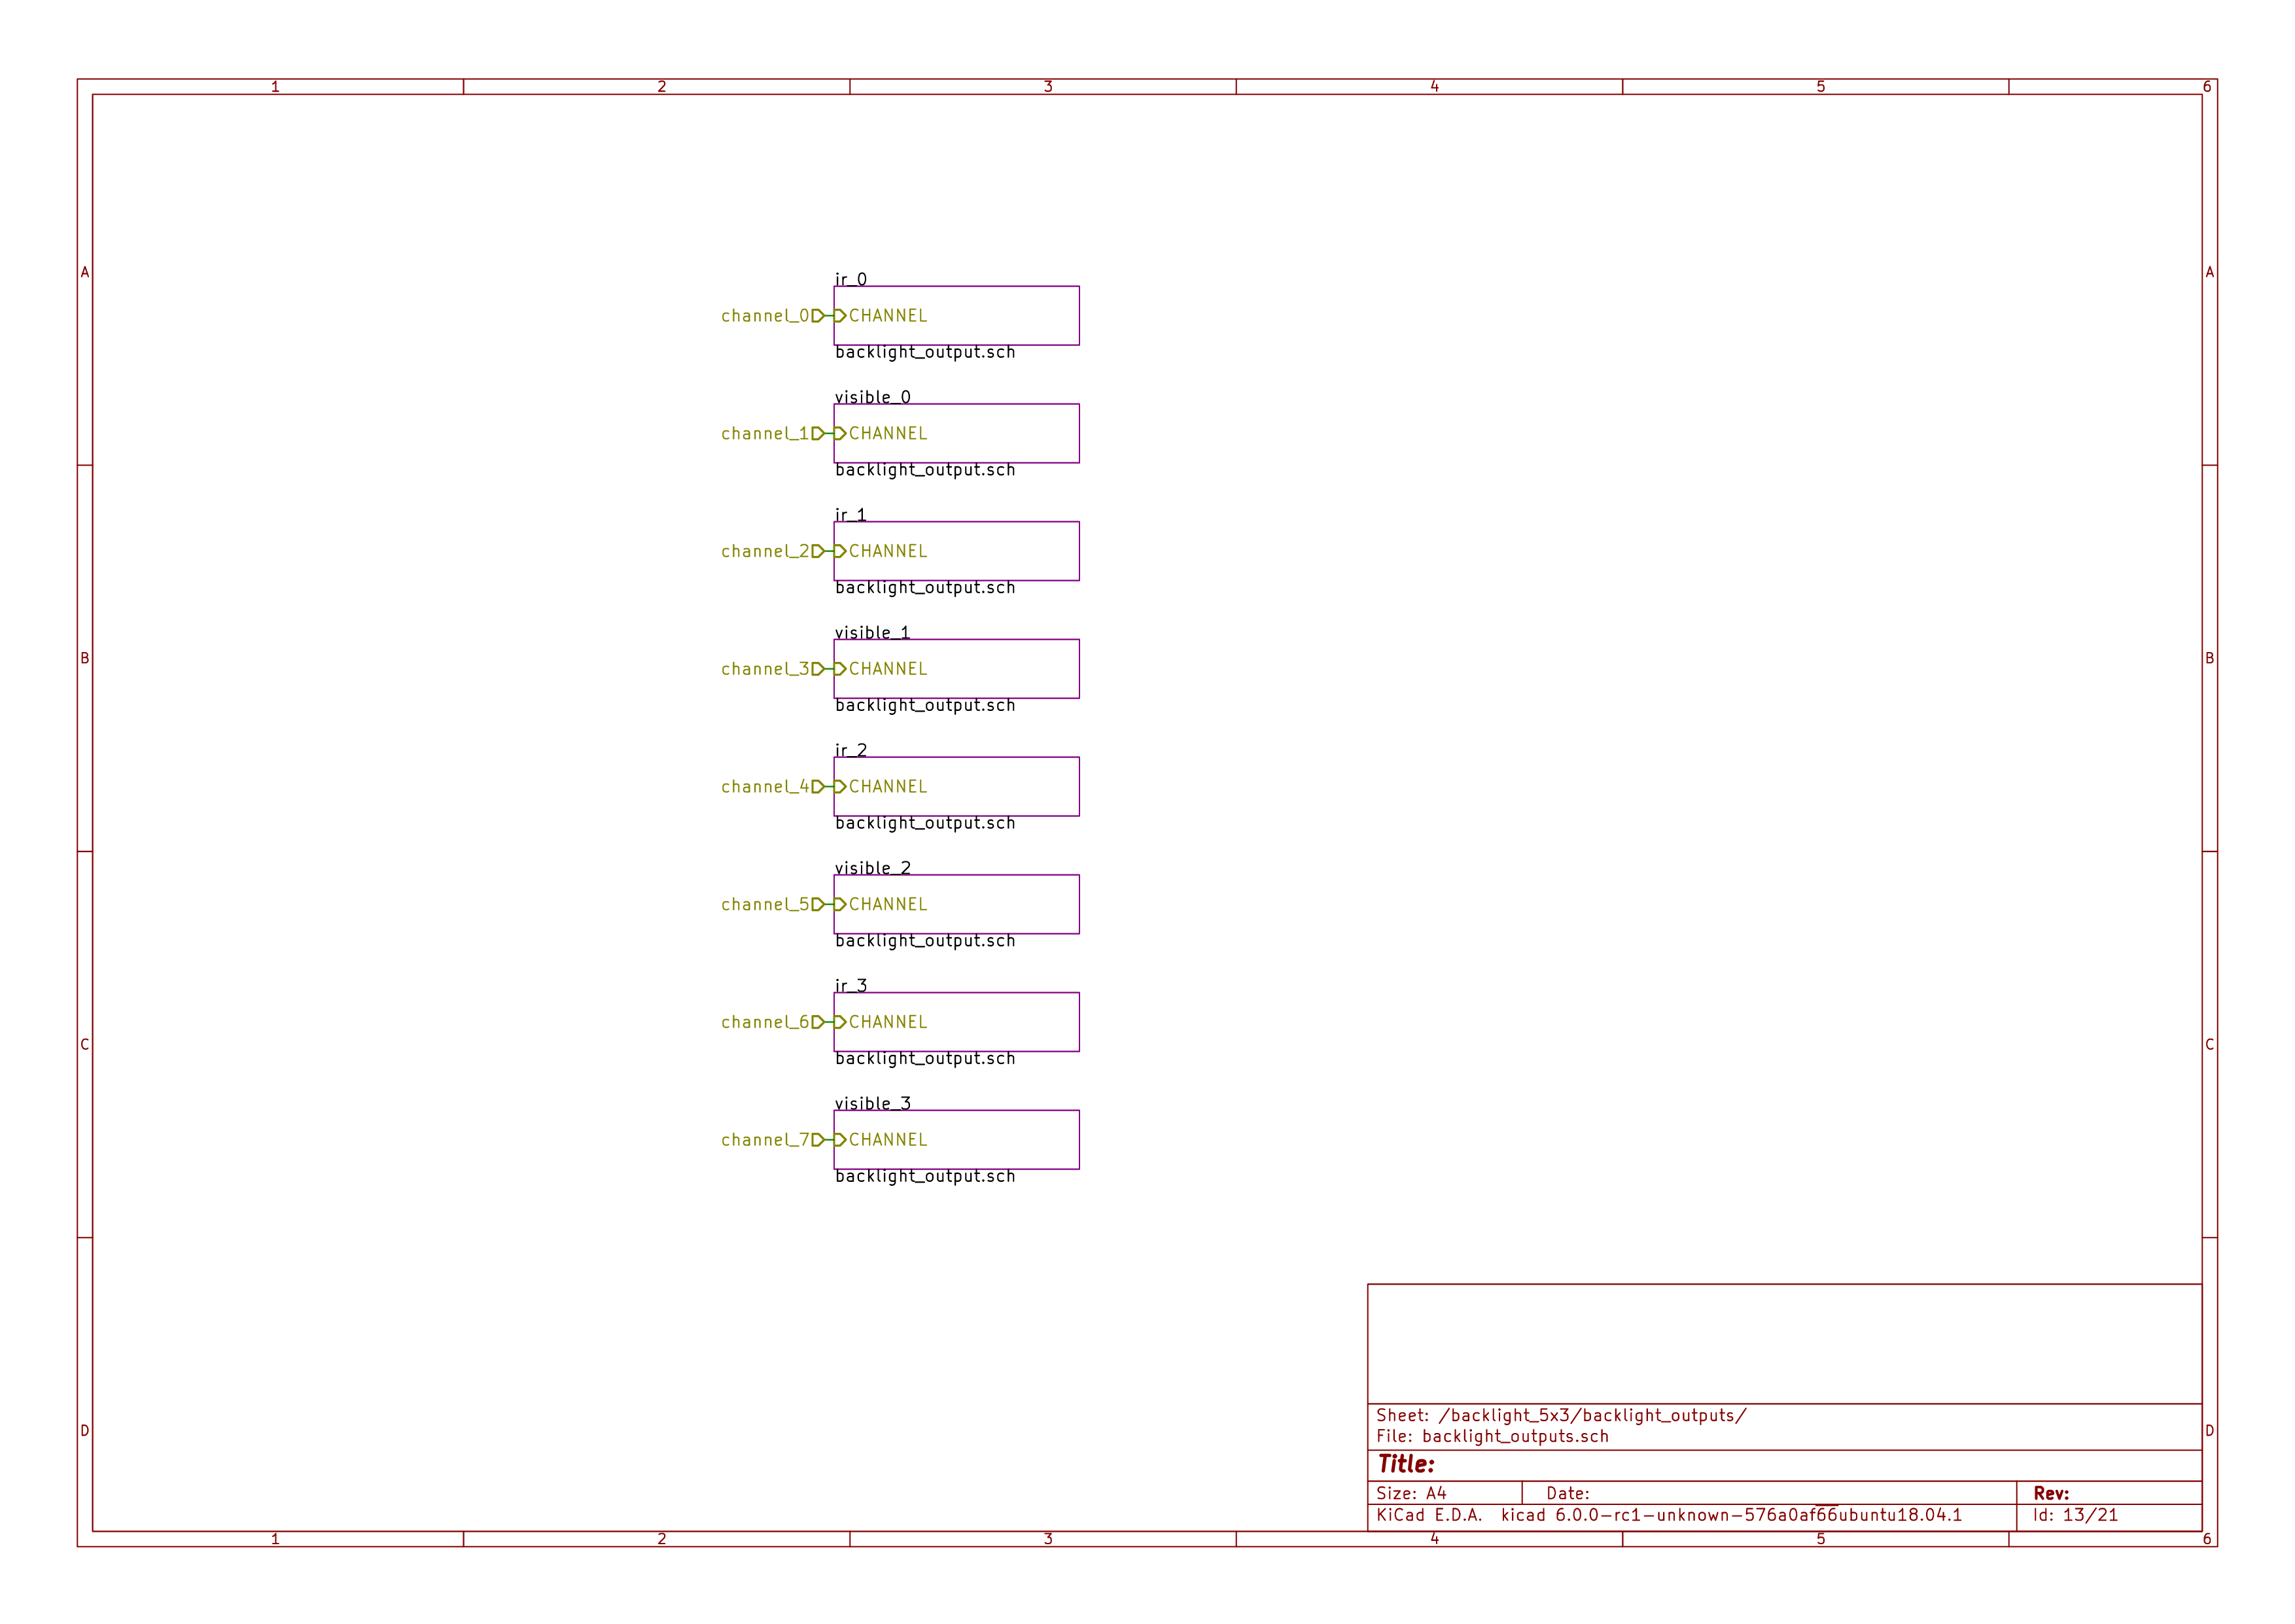 1 2 3 4 5 6
A A
ir_0
channel_0 CHANNEL
backlight_output.sch
visible_0
channel_1 CHANNEL
backlight_output.sch
ir_1
channel_2 CHANNEL
backlight_output.sch
visible_1
B B
channel_3 CHANNEL
backlight_output.sch
ir_2
channel_4 CHANNEL
backlight_output.sch
visible_2
channel_5 CHANNEL
backlight_output.sch
ir_3
channel_6 CHANNEL
C C
backlight_output.sch
visible_3
channel_7 CHANNEL
backlight_output.sch
Sheet: /backlight_5x3/backlight_outputs/
D D
File: backlight_outputs.sch
Title:
Size: A4 Date: Rev:
KiCad E.D.A. kicad 6.0.0-rc1-unknown-576a0af66ubuntu18.04.1 Id: 13/21
1 2 3 4 5 6